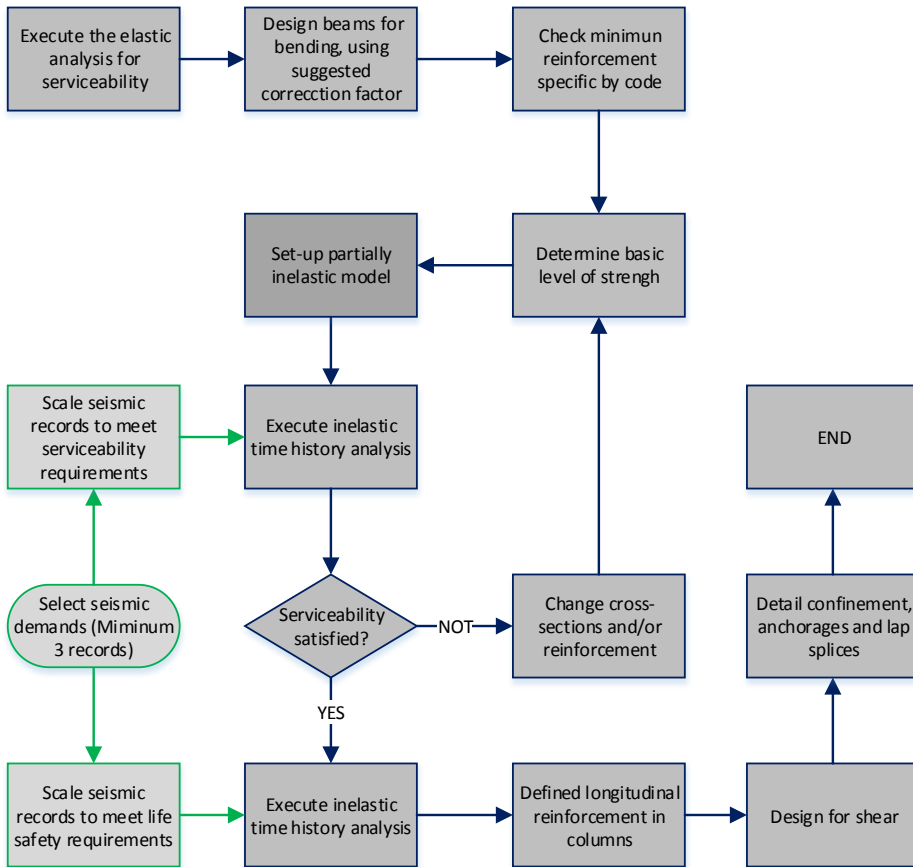 Execute the elastic
analysis for
serviceability
Design beams for
bending, using
suggested
correcction factor
Check minimun
reinforcement
specific by code
Set-up partially
inelastic model
Determine basic
level of strengh
Scale seismic
records to meet
serviceability
requirements
Execute inelastic
time history analysis
END
Select seismic
demands (Miminum
3 records)
Serviceability
satisfied?
NOT
Change cross-
sections and/or
reinforcement
Detail confinement,
anchorages and lap
splices
YES
Scale seismic
records to meet life
safety requirements
Execute inelastic
time history analysis
Defined longitudinal
reinforcement in
columns
Design for shear